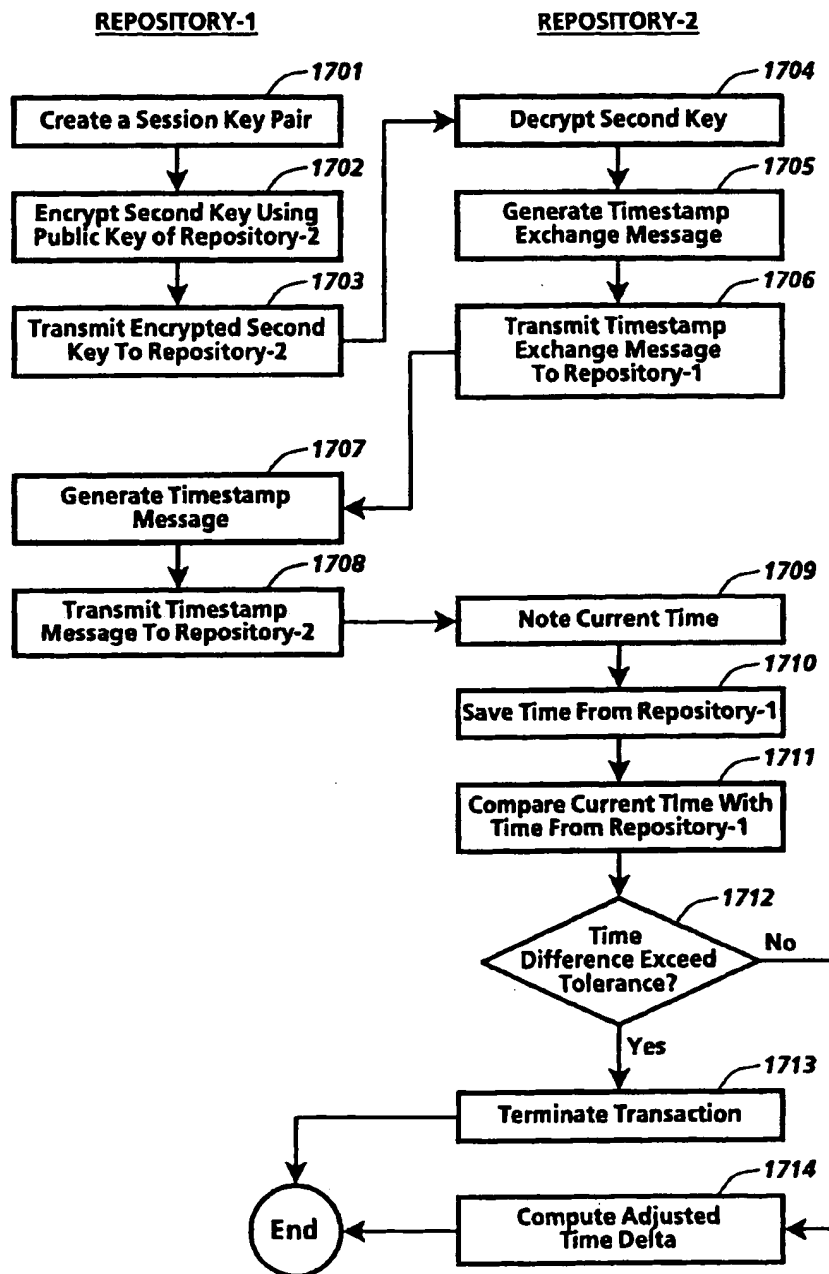 REPOSITORY-1
REPOSITORY-2
1701
Create a Session Key Pair
1702
Encrypt Second Key Using
Public Key of Repository-2
1703
Transmit Encrypted Second
Key To Repository-2
1704
Decrypt Second Key
1705
Generate Timestamp
Exchange Message
1706
Transmit Timestamp
Exchange Message
To Repository-1
1707
Generate Timestamp
Message
1708
Transmit Timestamp
Message To Repository-2
1709
Note Current Time
1710
Save Time From Repository-1
1711
Compare Current Time With
Time From Repository-1
1712
Time
Difference Exceed
Tolerance?
No
Yes
1713
Terminate Transaction
1714
Compute Adjusted
Time Delta
End